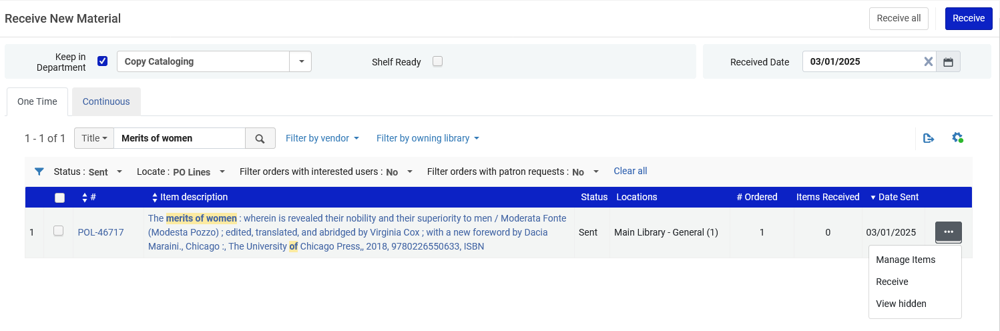 Receive New Material
Receive all
Receive
Keep in
Department
Copy Cataloging
Shelf Ready
Received Date
03/01/2025
One Time
Continuous
1 - 1 of 1
Title
Merits of women
Filter by vendor
Filter by owning library
Status : Sent
Locate : PO Lines
Filter orders with interested users : No
Filter orders with patron requests : No
Clear all
# Item description Status Locations # Ordered Items Received Date Sent
1
POL-46717
The merits of women : wherein is revealed their nobility and their superiority to men / Moderata Fonte
(Modesta Pozzo) ; edited, translated, and abridged by Virginia Cox ; with a new foreword by Dacia
Maraini., Chicago :, The University of Chicago Press,, 2018, 9780226550633, ISBN
Sent
Main Library - General (1)
1
0
03/01/2025
Manage Items
Receive
View hidden